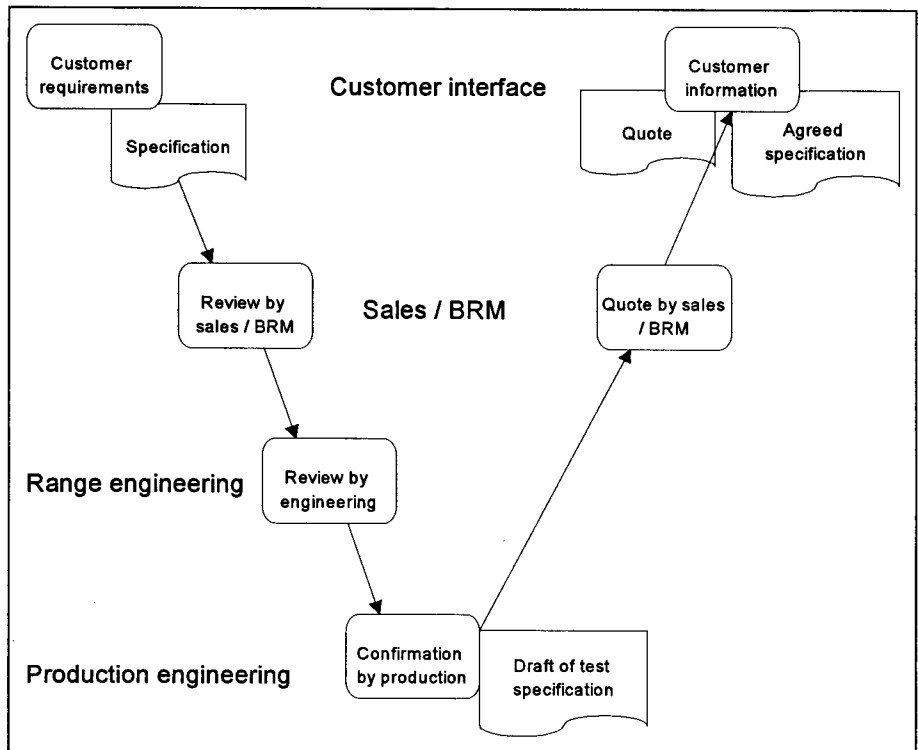 Customer
requirements
Specification
Customer interface
Customer
information
Quote
Agreed
specification
Review by
sales / BRM
Sales / BRM
Quote by sales
/ BRM
Range engineering
Review by
engineering
Production engineering
Confirmation
by production
Draft of test
specification